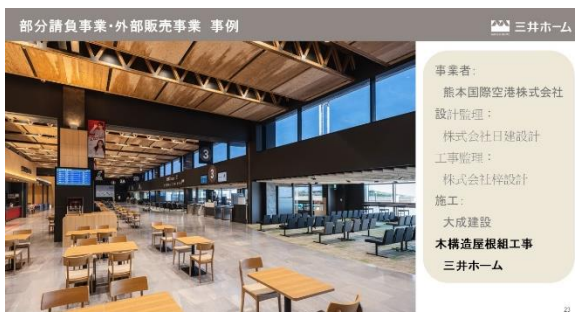 部分請負事業・外部販売事業 事例
三井ホーム
事業者：
熊本国際空港株式会社
設計監理：
株式会社日建設計
工事監理：
株式会社梓設計
施工：
大成建設
木構造屋根組工事
三井ホーム
3
3